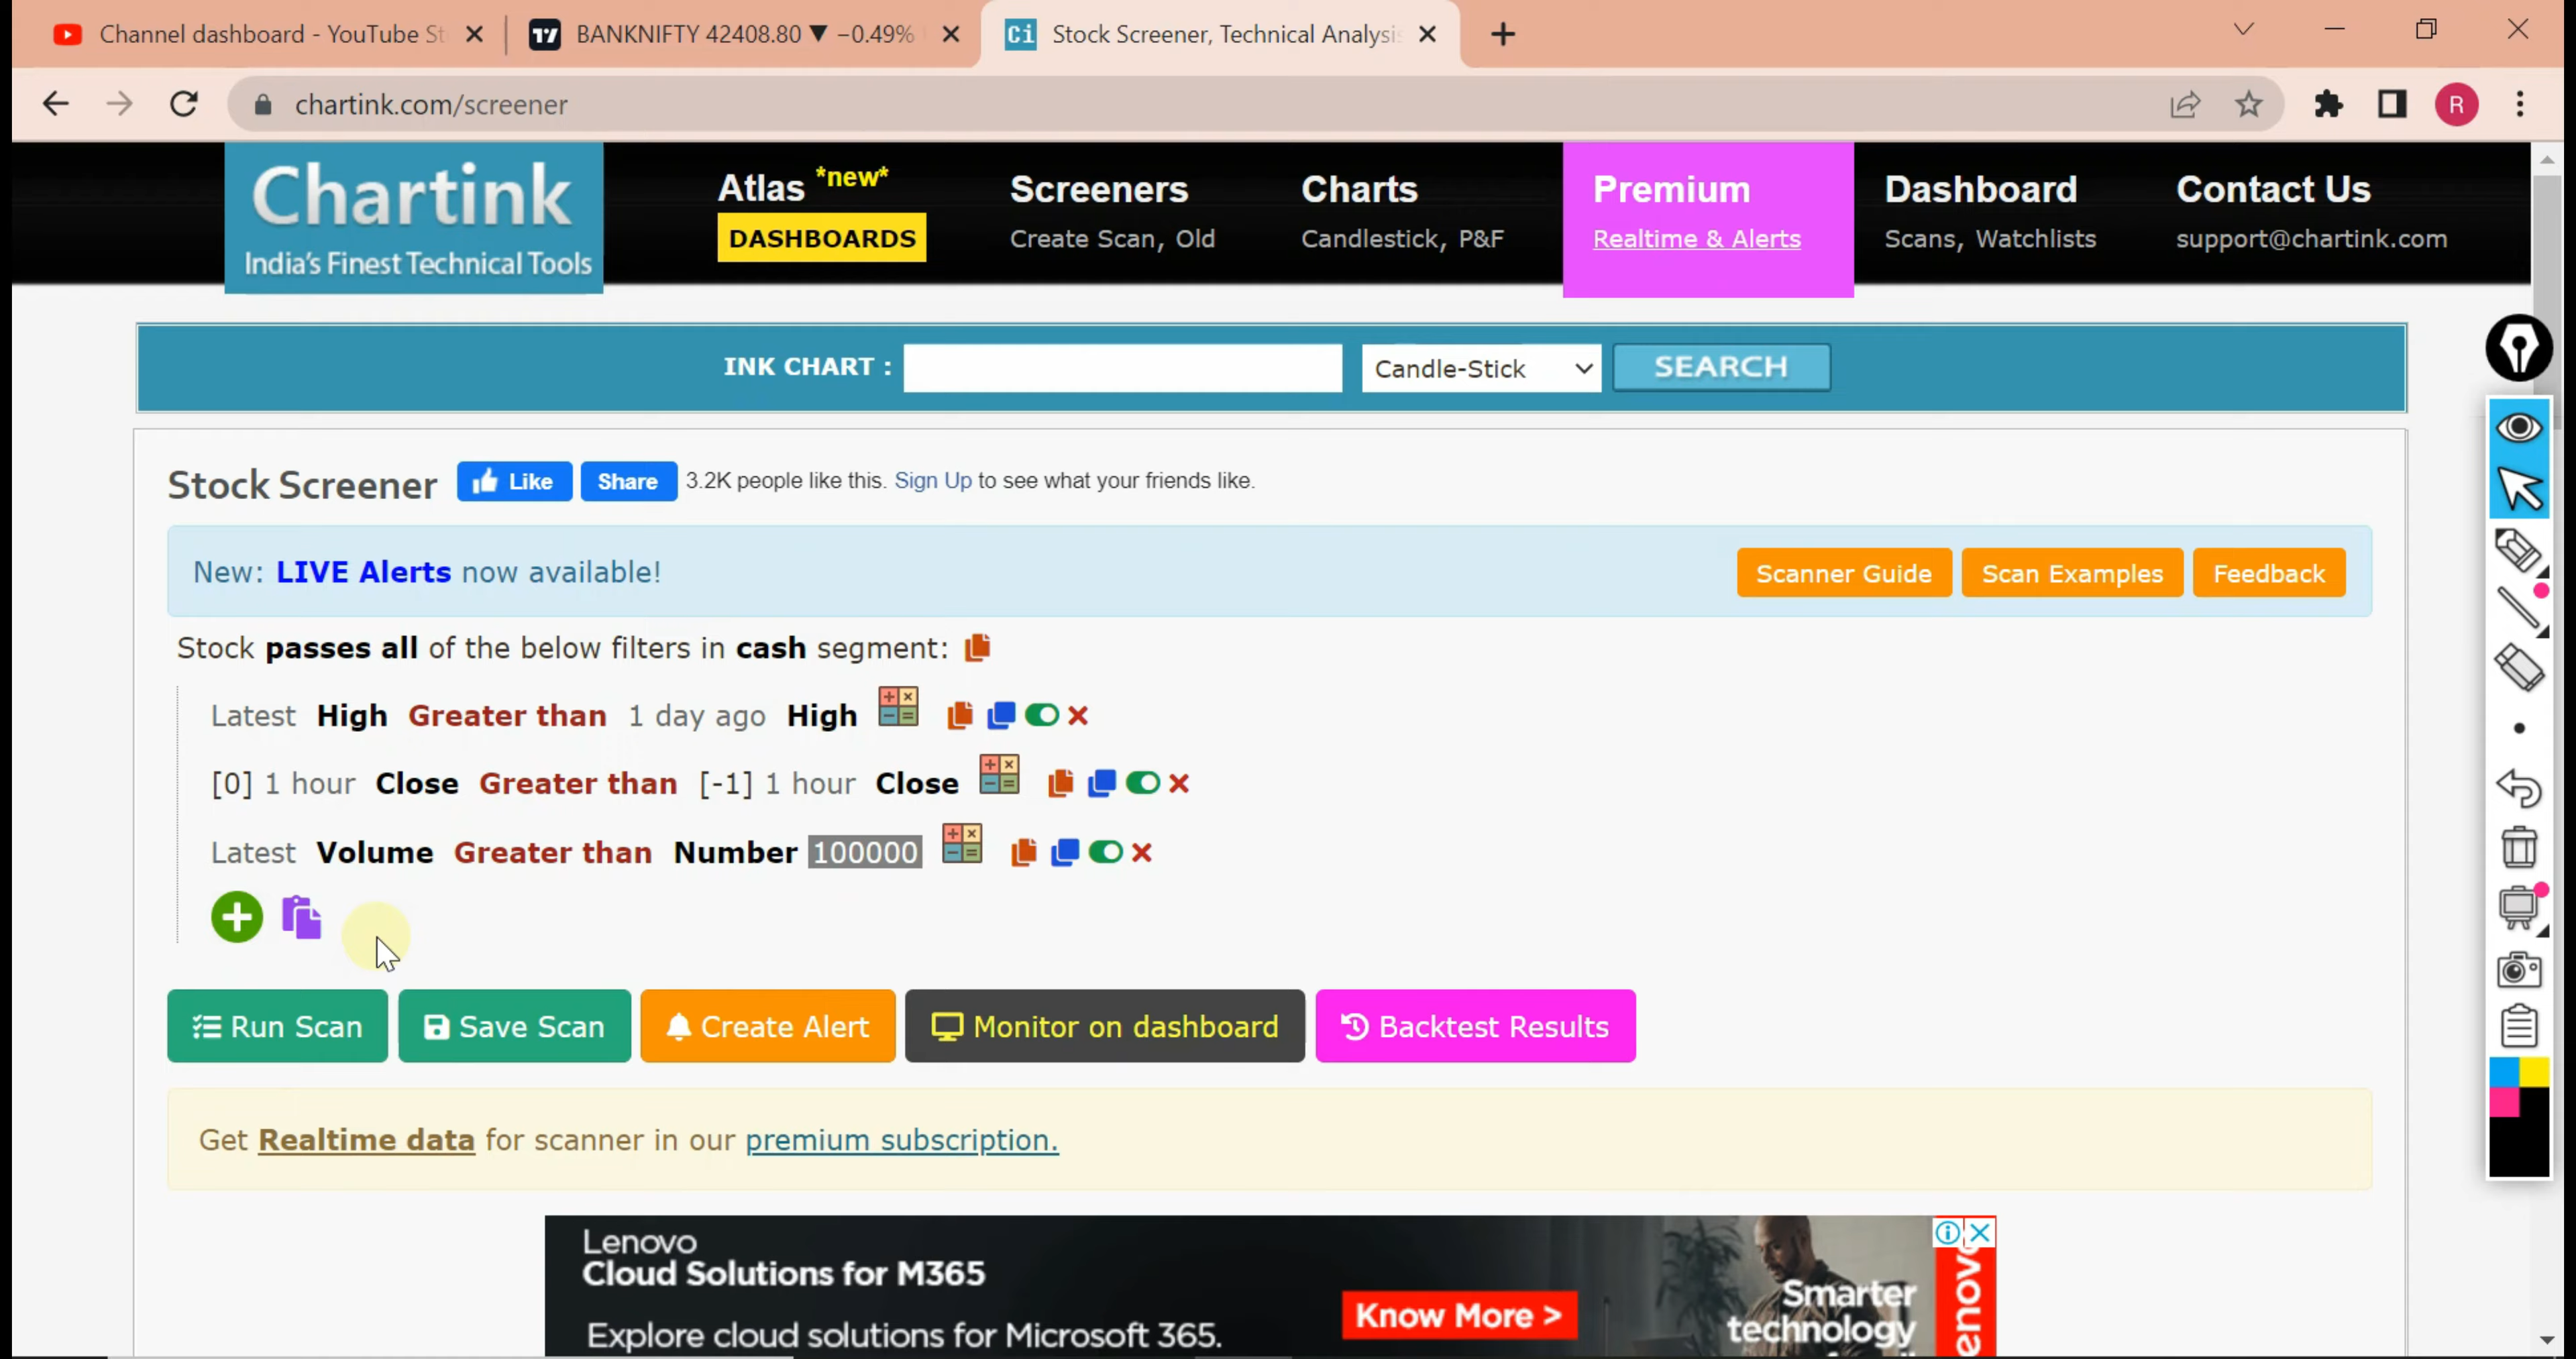 Channel dashboard - YouTube St
BANKNIFTY 42408.80 ▼ −0.49%
Ci Stock Screener, Technical Analysis
chartink.com/screener
R
Chartink
India's Finest Technical Tools
Atlas *new*
DASHBOARDS
Screeners
Create Scan, Old
Charts
Candlestick, P&F
Premium
Realtime & Alerts
Dashboard
Scans, Watchlists
Contact Us
support@chartink.com
INK CHART : Candle-Stick SEARCH
Stock Screener Like Share 3.2K people like this. Sign Up to see what your friends like.
New: LIVE Alerts now available! Scanner Guide Scan Examples Feedback
Stock passes all of the below filters in cash segment:
Latest High Greater than 1 day ago High
[0] 1 hour Close Greater than [-1] 1 hour Close
Latest Volume Greater than Number 100000
Run Scan Save Scan Create Alert Monitor on dashboard Backtest Results
Get Realtime data for scanner in our premium subscription.
Lenovo
Cloud Solutions for M365
Explore cloud solutions for Microsoft 365.
Know More >
Smarter
technology